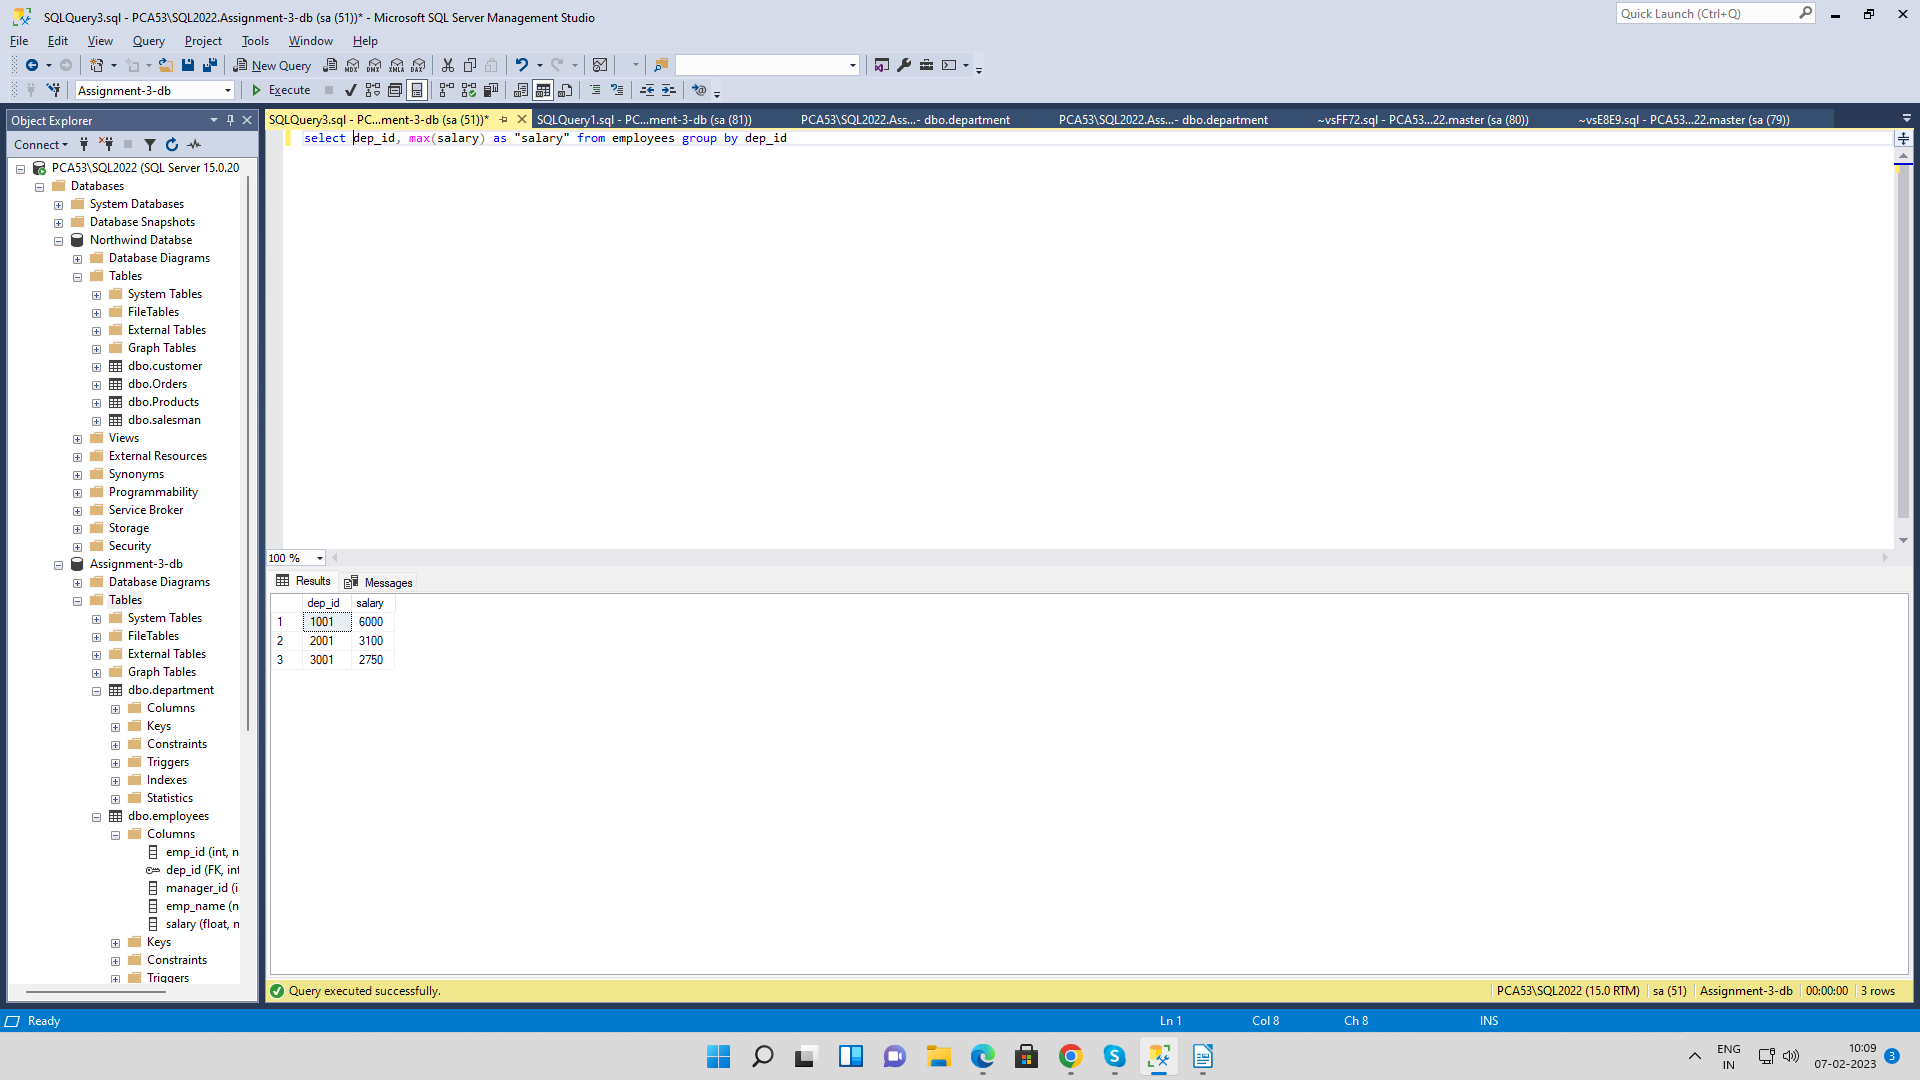 SQLQuery3.sql - PCA53\SQL2022.Assignment-3-db (sa (51))* - Microsoft SQL Server Management Studio
Quick Launch (Ctrl+Q)
File Edit View Query Project Tools Window Help
New Query
MDX DMX XMLA DAX
Assignment-3-db
Execute
Object Explorer
Connect
PCA53\SQL2022 (SQL Server 15.0.20
Databases
System Databases
Database Snapshots
Northwind Databse
Database Diagrams
Tables
System Tables
FileTables
External Tables
Graph Tables
dbo.customer
dbo.Orders
dbo.Products
dbo.salesman
Views
External Resources
Synonyms
Programmability
Service Broker
Storage
Security
Assignment-3-db
Database Diagrams
Tables
System Tables
FileTables
External Tables
Graph Tables
dbo.department
Columns
Keys
Constraints
Triggers
Indexes
Statistics
dbo.employees
Columns
emp_id (int, n
dep_id (FK, int
manager_id (i
emp_name (n
salary (float, n
Keys
Constraints
Triggers
SQLQuery3.sql - PC...ment-3-db (sa (51))* SQLQuery1.sql - PC...ment-3-db (sa (81)) PCA53\SQL2022.Ass...- dbo.department PCA53\SQL2022.Ass...- dbo.department ~vsFF72.sql - PCA53...22.master (sa (80)) ~vsE8E9.sql - PCA53...22.master (sa (79))
select dep_id, max(salary) as "salary" from employees group by dep_id
100 %
Results Messages
dep_id salary
1 1001 6000
2 2001 3100
3 3001 2750
Query executed successfully. PCA53\SQL2022 (15.0 RTM) sa (51) Assignment-3-db 00:00:00 3 rows
Ready Ln 1 Col 8 Ch 8 INS
ENG
IN
10:09
07-02-2023
3